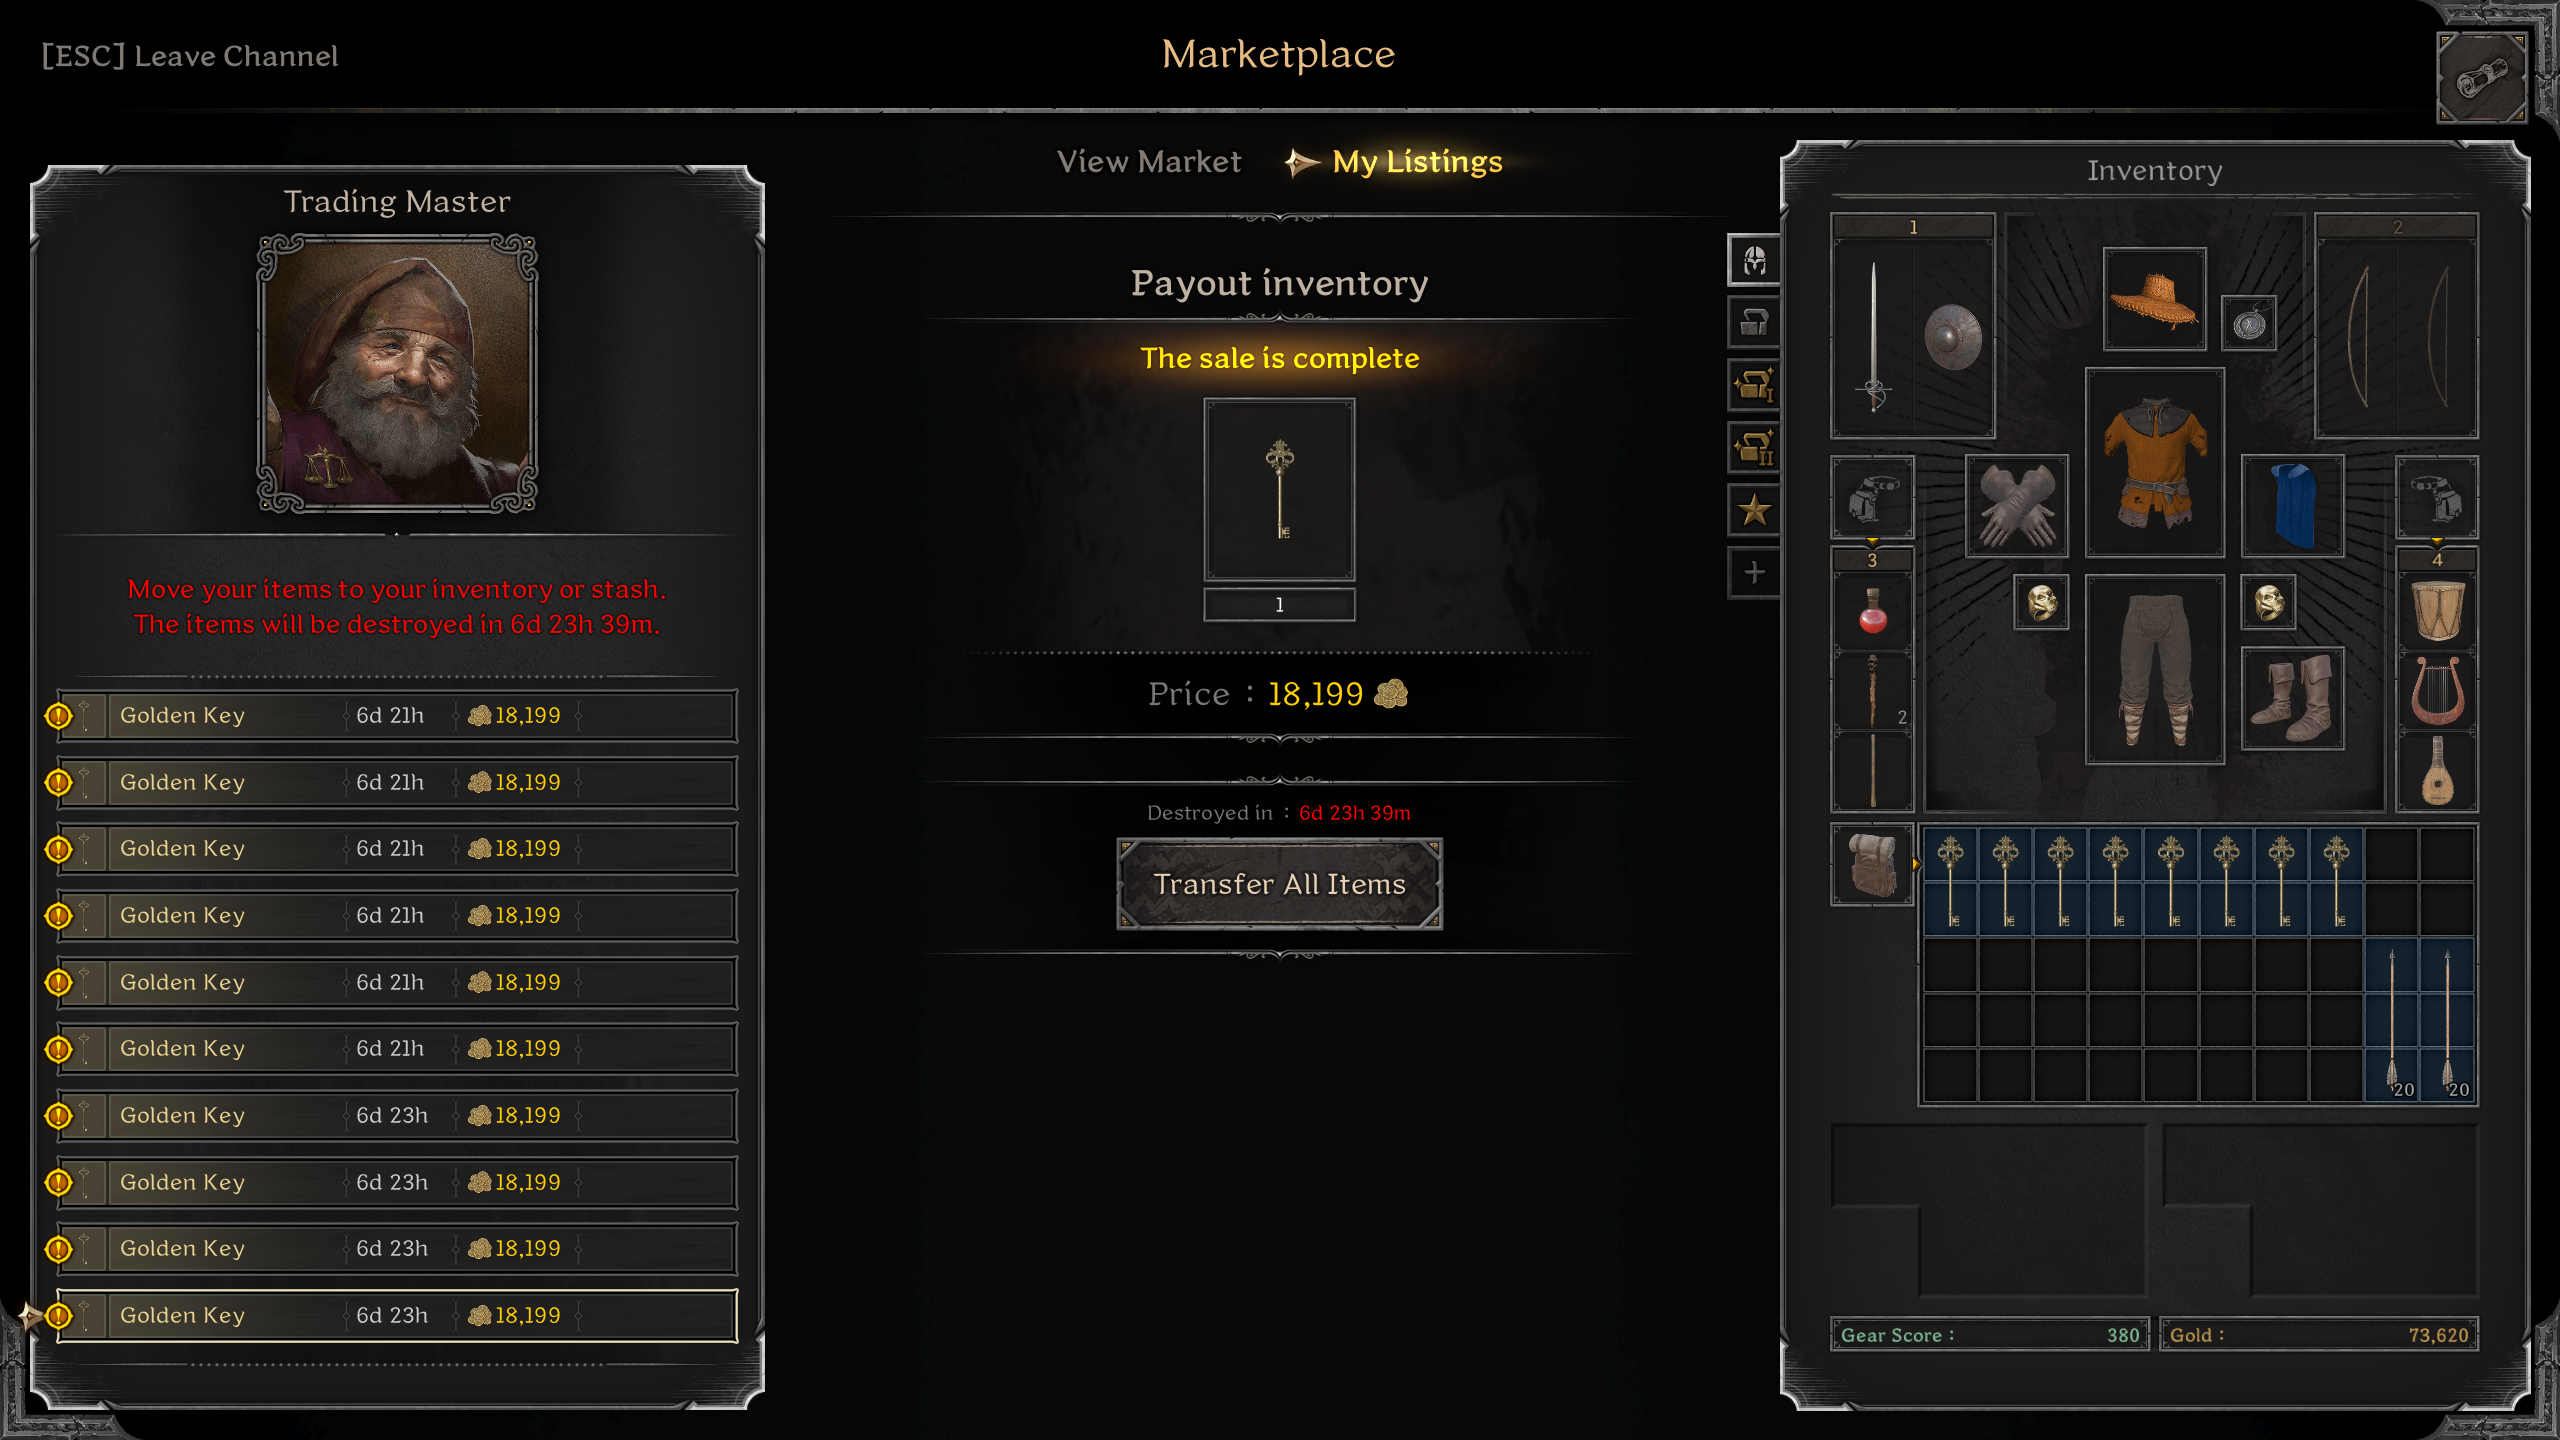 [ESC] Leave Channel
Marketplace
View Market
My Listings
Trading Master
Move your items to your inventory or stash.
The items will be destroyed in 6d 23h 39m.
Golden Key 6d 21h 18,199
Golden Key 6d 21h 18,199
Golden Key 6d 21h 18,199
Golden Key 6d 21h 18,199
Golden Key 6d 21h 18,199
Golden Key 6d 21h 18,199
Golden Key 6d 23h 18,199
Golden Key 6d 23h 18,199
Golden Key 6d 23h 18,199
Golden Key 6d 23h 18,199
Payout inventory
The sale is complete
1
Price : 18,199
Destroyed in : 6d 23h 39m
Transfer All Items
I
II
Inventory
1
2
3
4
2
20
20
Gear Score : 380
Gold : 73,620